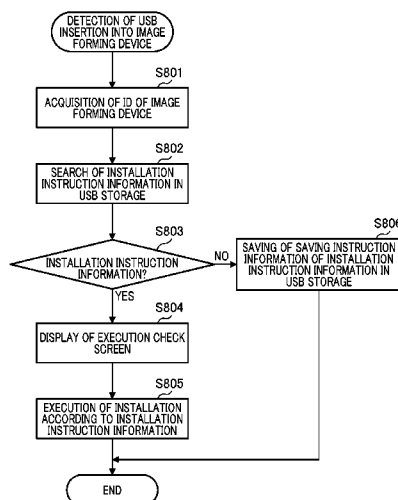 DETECTION OF USB
INSERTION INTO IMAGE
FORMING DEVICE
S801
ACQUISITION OF ID OF IMAGE
FORMING DEVICE
S802
SEARCH OF INSTALLATION
INSTRUCTION INFORMATION IN
USB STORAGE
S803
INSTALLATION INSTRUCTION
INFORMATION?
NO
YES
S806
SAVING OF SAVING INSTRUCTION
INFORMATION OF INSTALLATION
INSTRUCTION INFORMATION IN
USB STORAGE
S804
DISPLAY OF EXECUTION CHECK
SCREEN
S805
EXECUTION OF INSTALLATION
ACCORDING TO INSTALLATION
INSTRUCTION INFORMATION
END